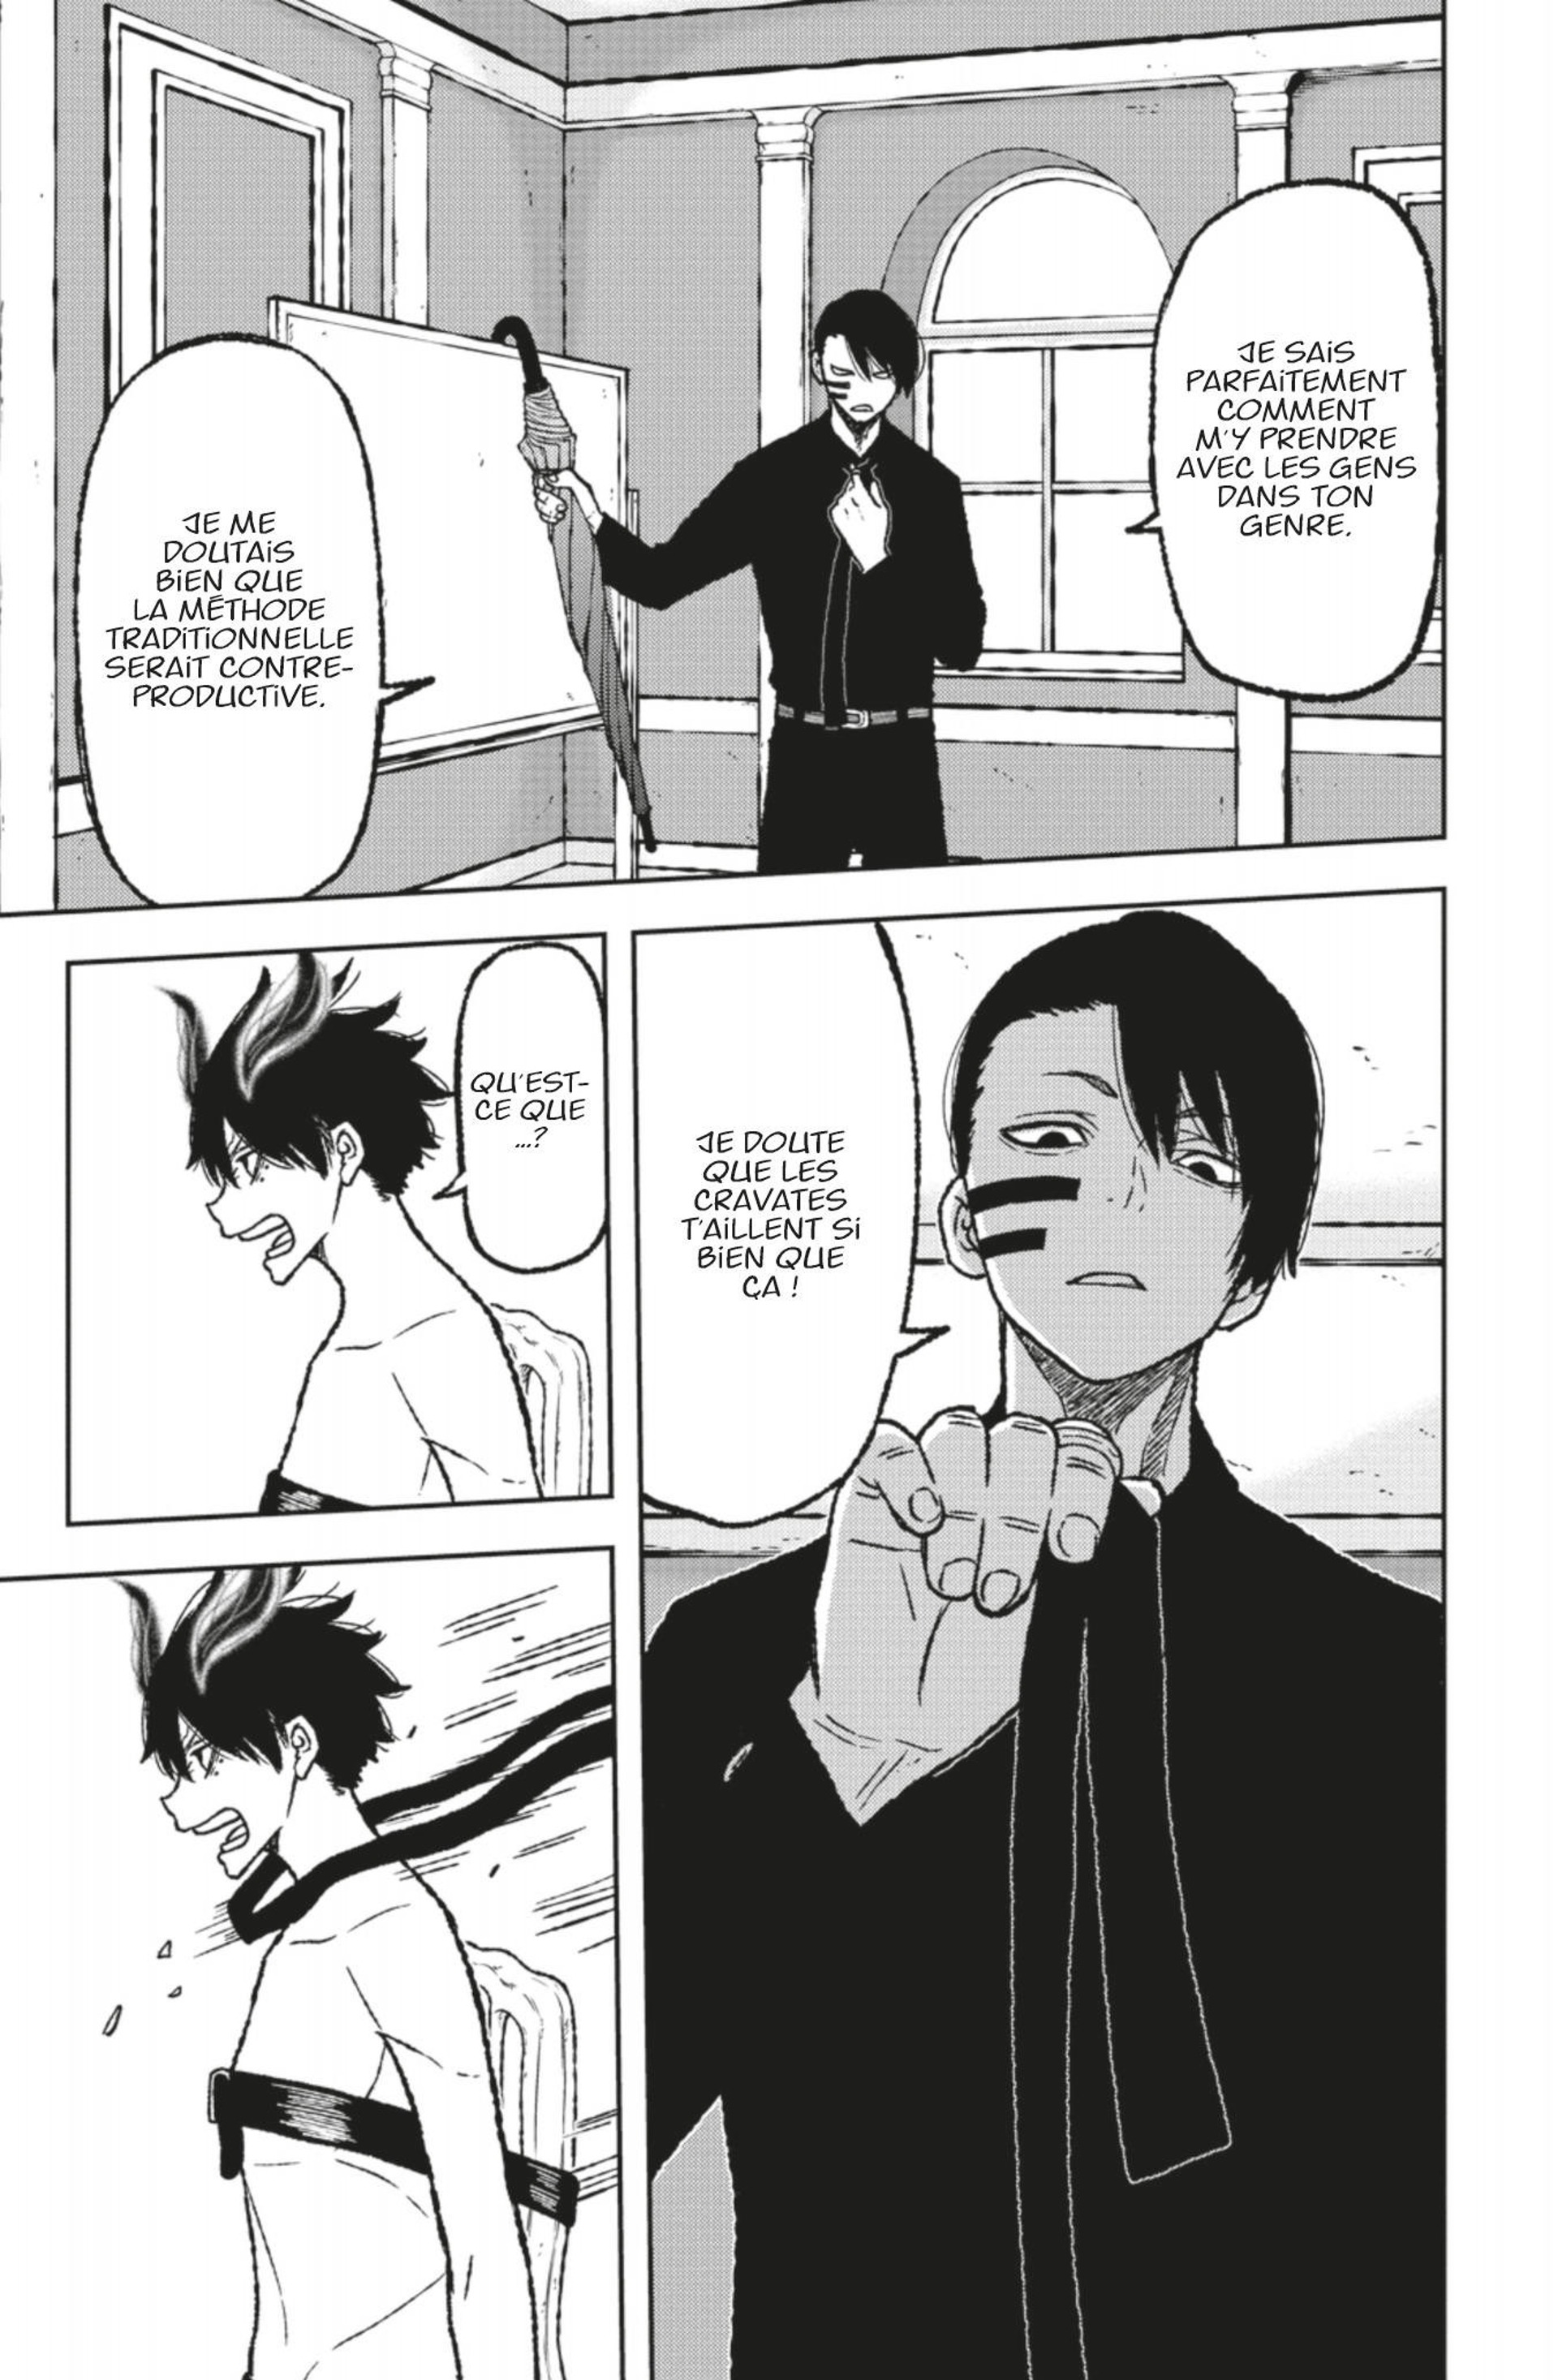 JE SAIS
PARFAITEMENT
COMMENT
M'Y PRENDRE
AVEC LES GENS
DANS TON
GENRE.
JE ME
DOUTAIS
BIEN QUE
LA MÉTHODE
TRADITIONNELLE
SERAIT CONTRE-
PRODUCTIVE.
JE DOUTE
QUE LES
CRAVATES
T'AILLENT SI
BIEN QUE
ÇA !
QU'EST-
CE QUE
...?